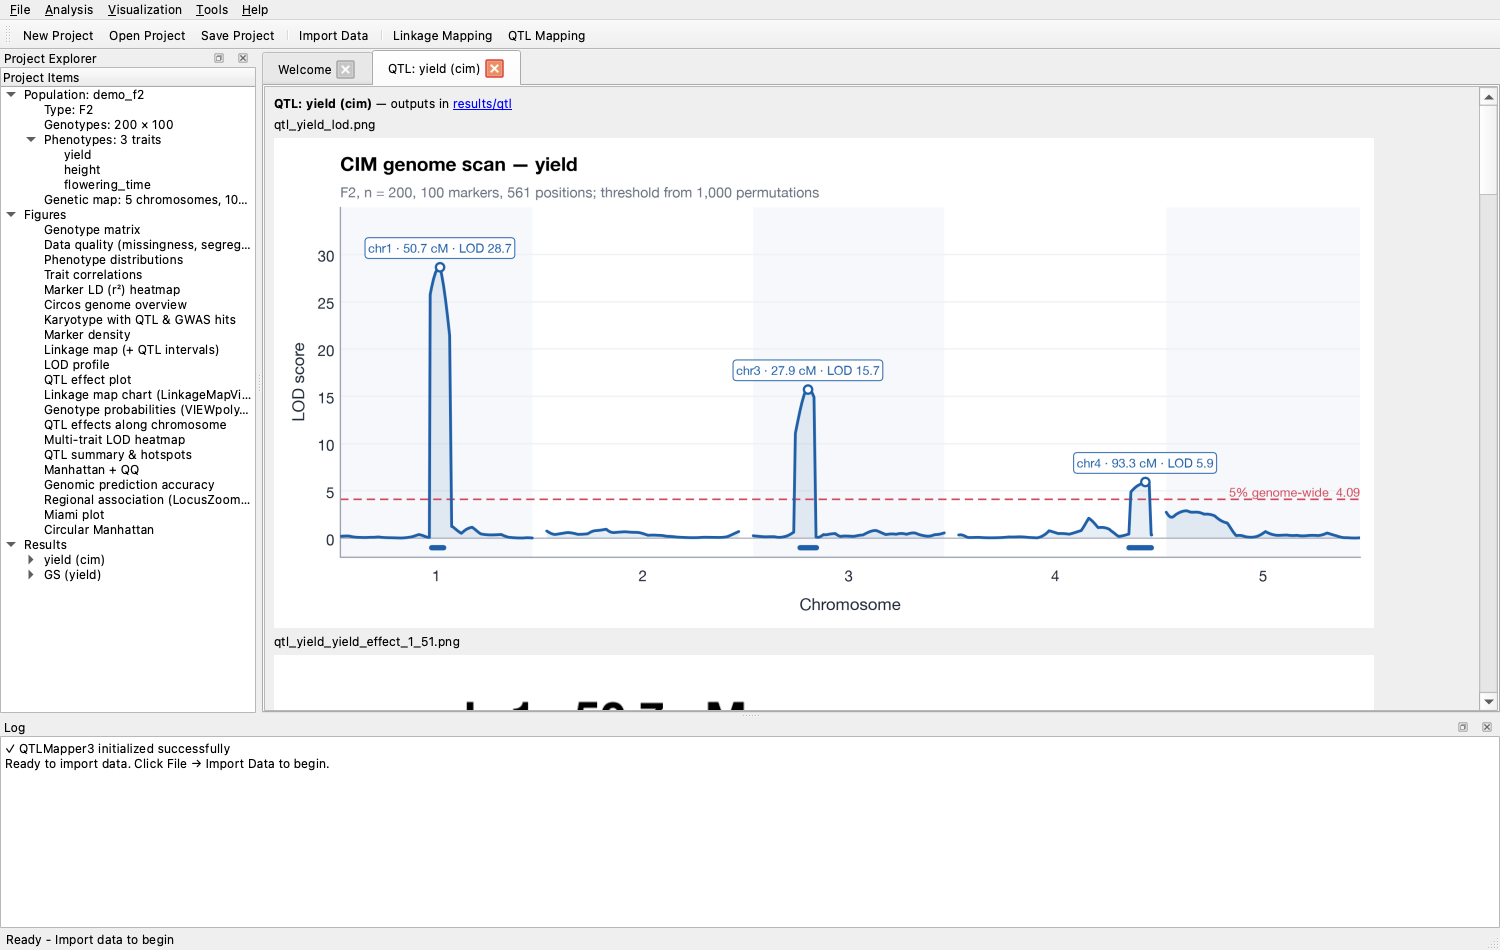 File Analysis Visualization Tools Help
New Project Open Project Save Project Import Data Linkage Mapping QTL Mapping
Project Explorer
Project Items
Population: demo_f2
Type: F2
Genotypes: 200 × 100
Phenotypes: 3 traits
yield
height
flowering_time
Genetic map: 5 chromosomes, 10...
Figures
Genotype matrix
Data quality (missingness, segreg...
Phenotype distributions
Trait correlations
Marker LD (r²) heatmap
Circos genome overview
Karyotype with QTL & GWAS hits
Marker density
Linkage map (+ QTL intervals)
LOD profile
QTL effect plot
Linkage map chart (LinkageMapVi...
Genotype probabilities (VIEWpoly...
QTL effects along chromosome
Multi-trait LOD heatmap
QTL summary & hotspots
Manhattan + QQ
Genomic prediction accuracy
Regional association (LocusZoom...
Miami plot
Circular Manhattan
Results
yield (cim)
GS (yield)
Welcome QTL: yield (cim)
QTL: yield (cim) — outputs in results/qtl
qtl_yield_lod.png
CIM genome scan — yield
F2, n = 200, 100 markers, 561 positions; threshold from 1,000 permutations
LOD score
30
25
20
15
10
5
0
chr1 · 50.7 cM · LOD 28.7
chr3 · 27.9 cM · LOD 15.7
chr4 · 93.3 cM · LOD 5.9
5% genome-wide 4.09
1 2 3 4 5
Chromosome
qtl_yield_yield_effect_1_51.png
Log
✓ QTLMapper3 initialized successfully
Ready to import data. Click File → Import Data to begin.
Ready - Import data to begin